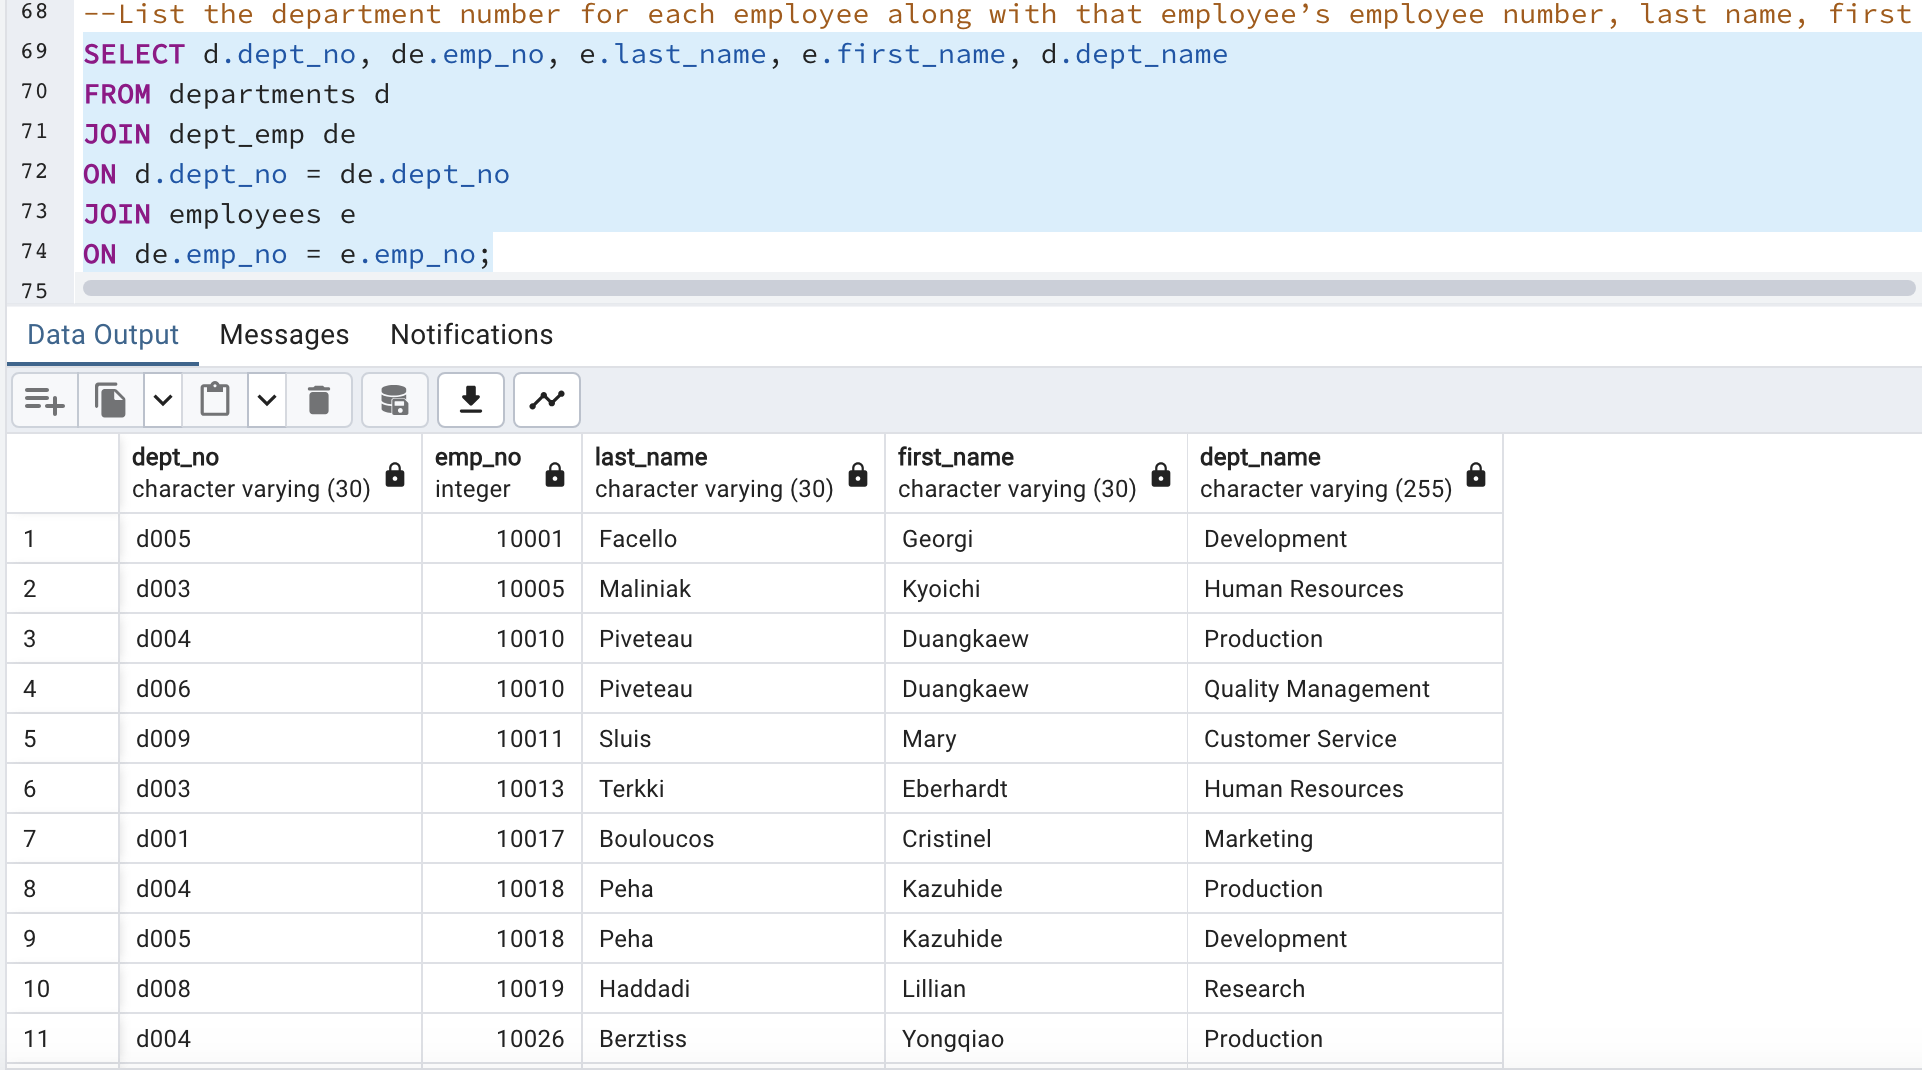 68 --List the department number for each employee along with that employee’s employee number, last name, first
69 SELECT d.dept_no, de.emp_no, e.last_name, e.first_name, d.dept_name
70 FROM departments d
71 JOIN dept_emp de
72 ON d.dept_no = de.dept_no
73 JOIN employees e
74 ON de.emp_no = e.emp_no;
75
Data Output Messages Notifications
dept_no emp_no last_name first_name dept_name
character varying (30) integer character varying (30) character varying (30) character varying (255)
1 d005 10001 Facello Georgi Development
2 d003 10005 Maliniak Kyoichi Human Resources
3 d004 10010 Piveteau Duangkaew Production
4 d006 10010 Piveteau Duangkaew Quality Management
5 d009 10011 Sluis Mary Customer Service
6 d003 10013 Terkki Eberhardt Human Resources
7 d001 10017 Bouloucos Cristinel Marketing
8 d004 10018 Peha Kazuhide Production
9 d005 10018 Peha Kazuhide Development
10 d008 10019 Haddadi Lillian Research
11 d004 10026 Berztiss Yongqiao Production